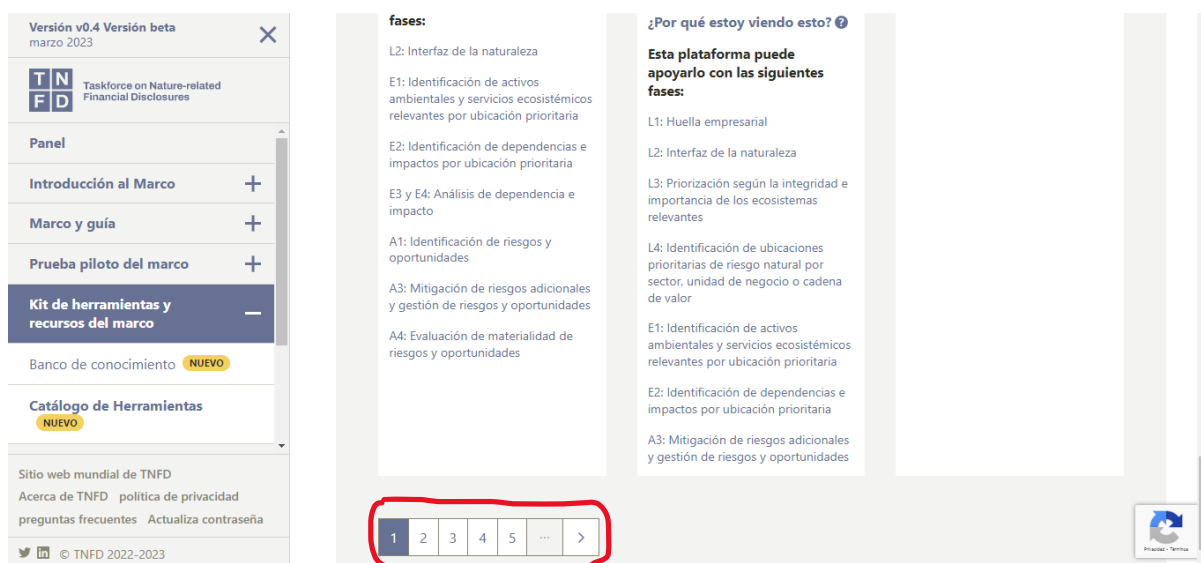 Versión v0.4 Versión beta
marzo 2023
TN
FD
Taskforce on Nature-related
Financial Disclosures
Panel
Introducción al Marco
Marco y guía
Prueba piloto del marco
Kit de herramientas y
recursos del marco
Banco de conocimiento NUEVO
Catálogo de Herramientas
NUEVO
Sitio web mundial de TNFD
Acerca de TNFD política de privacidad
preguntas frecuentes Actualiza contraseña
© TNFD 2022-2023
fases:
L2: Interfaz de la naturaleza
E1: Identificación de activos
ambientales y servicios ecosistémicos
relevantes por ubicación prioritaria
E2: Identificación de dependencias e
impactos por ubicación prioritaria
E3 y E4: Análisis de dependencia e
impacto
A1: Identificación de riesgos y
oportunidades
A3: Mitigación de riesgos adicionales
y gestión de riesgos y oportunidades
A4: Evaluación de materialidad de
riesgos y oportunidades
¿Por qué estoy viendo esto? ?
Esta plataforma puede
apoyarlo con las siguientes
fases:
L1: Huella empresarial
L2: Interfaz de la naturaleza
L3: Priorización según la integridad e
importancia de los ecosistemas
relevantes
L4: Identificación de ubicaciones
prioritarias de riesgo natural por
sector, unidad de negocio o cadena
de valor
E1: Identificación de activos
ambientales y servicios ecosistémicos
relevantes por ubicación prioritaria
E2: Identificación de dependencias e
impactos por ubicación prioritaria
A3: Mitigación de riesgos adicionales
y gestión de riesgos y oportunidades
1 2 3 4 5 ... >
Privacidad - Términos